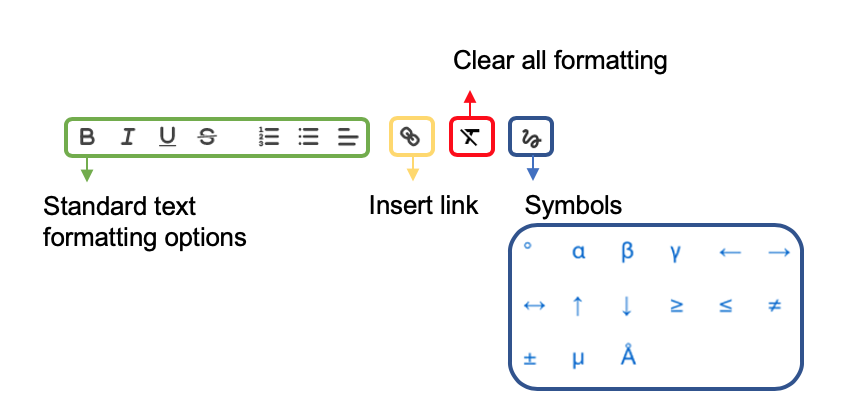 Clear all formatting
B I U S
Standard text
formatting options
Insert link
Symbols
° α β γ ← →
↔ ↑ ↓ ≥ ≤ ≠
± μ Å